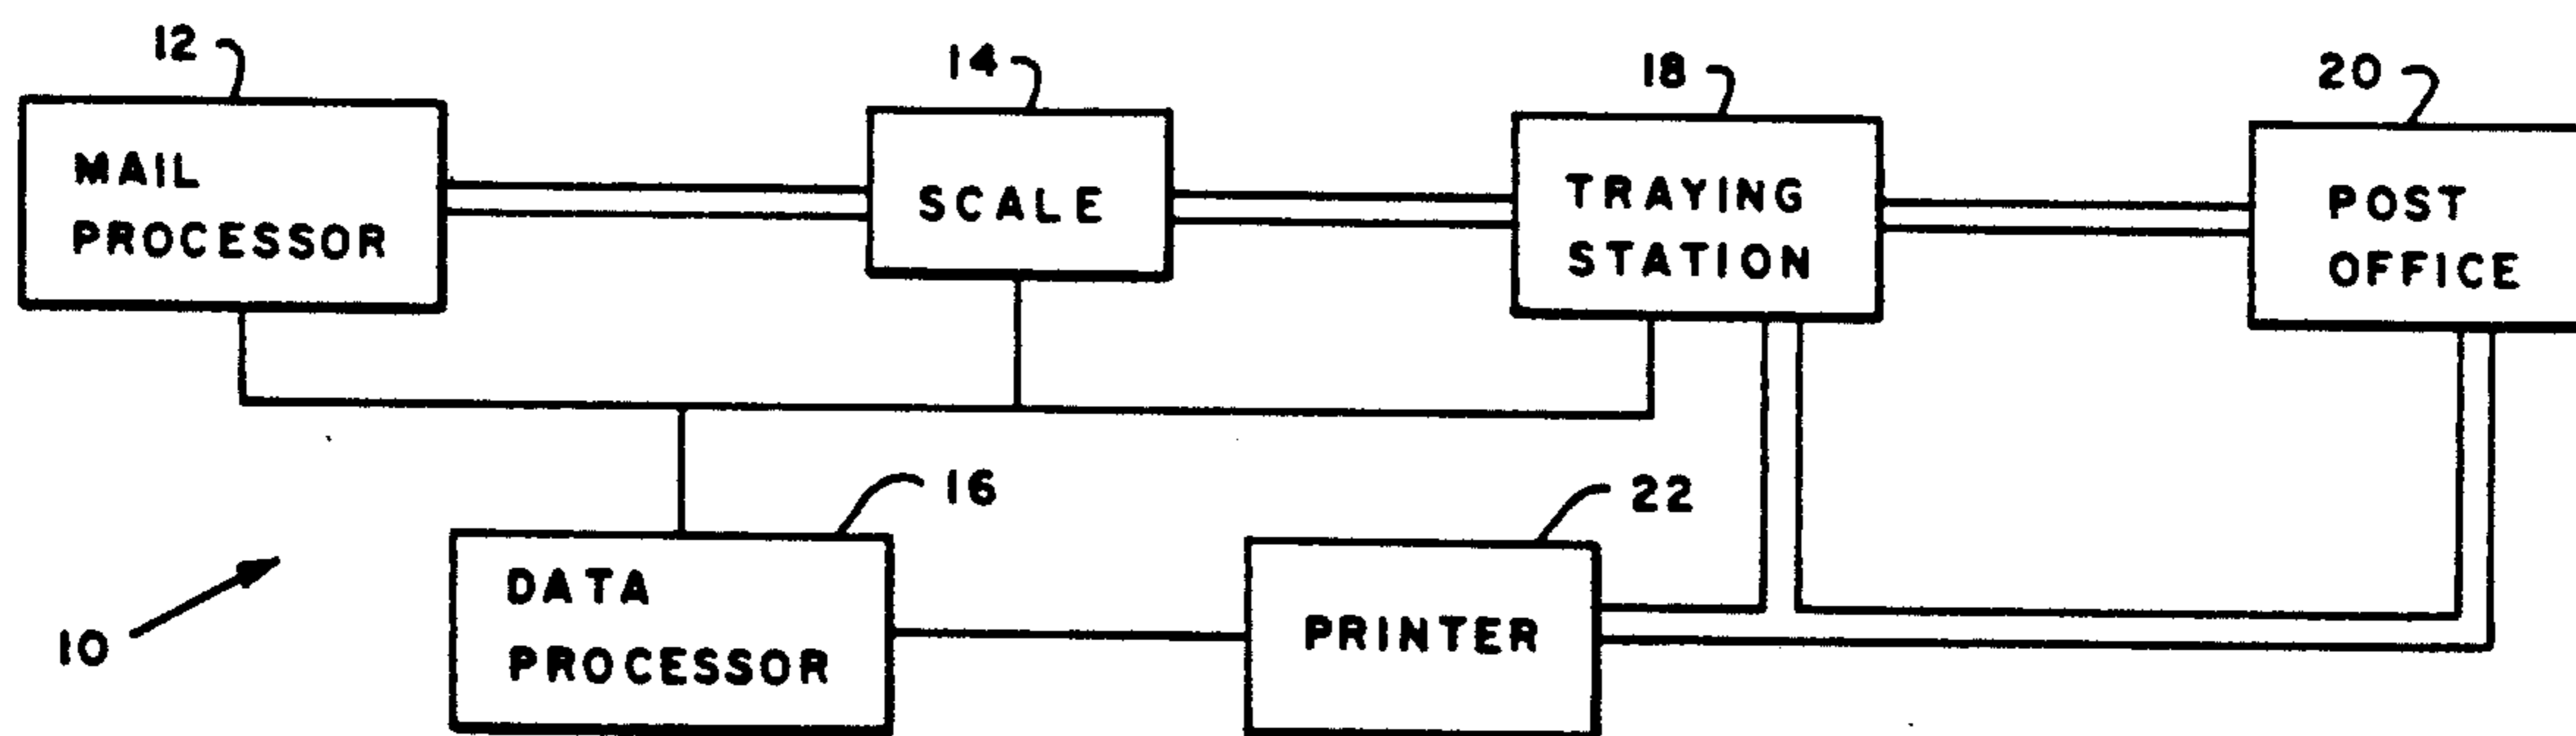 12
14
18
20
MAIL
PROCESSOR
SCALE
TRAYING
STATION
POST
OFFICE
16
22
10
DATA
PROCESSOR
PRINTER